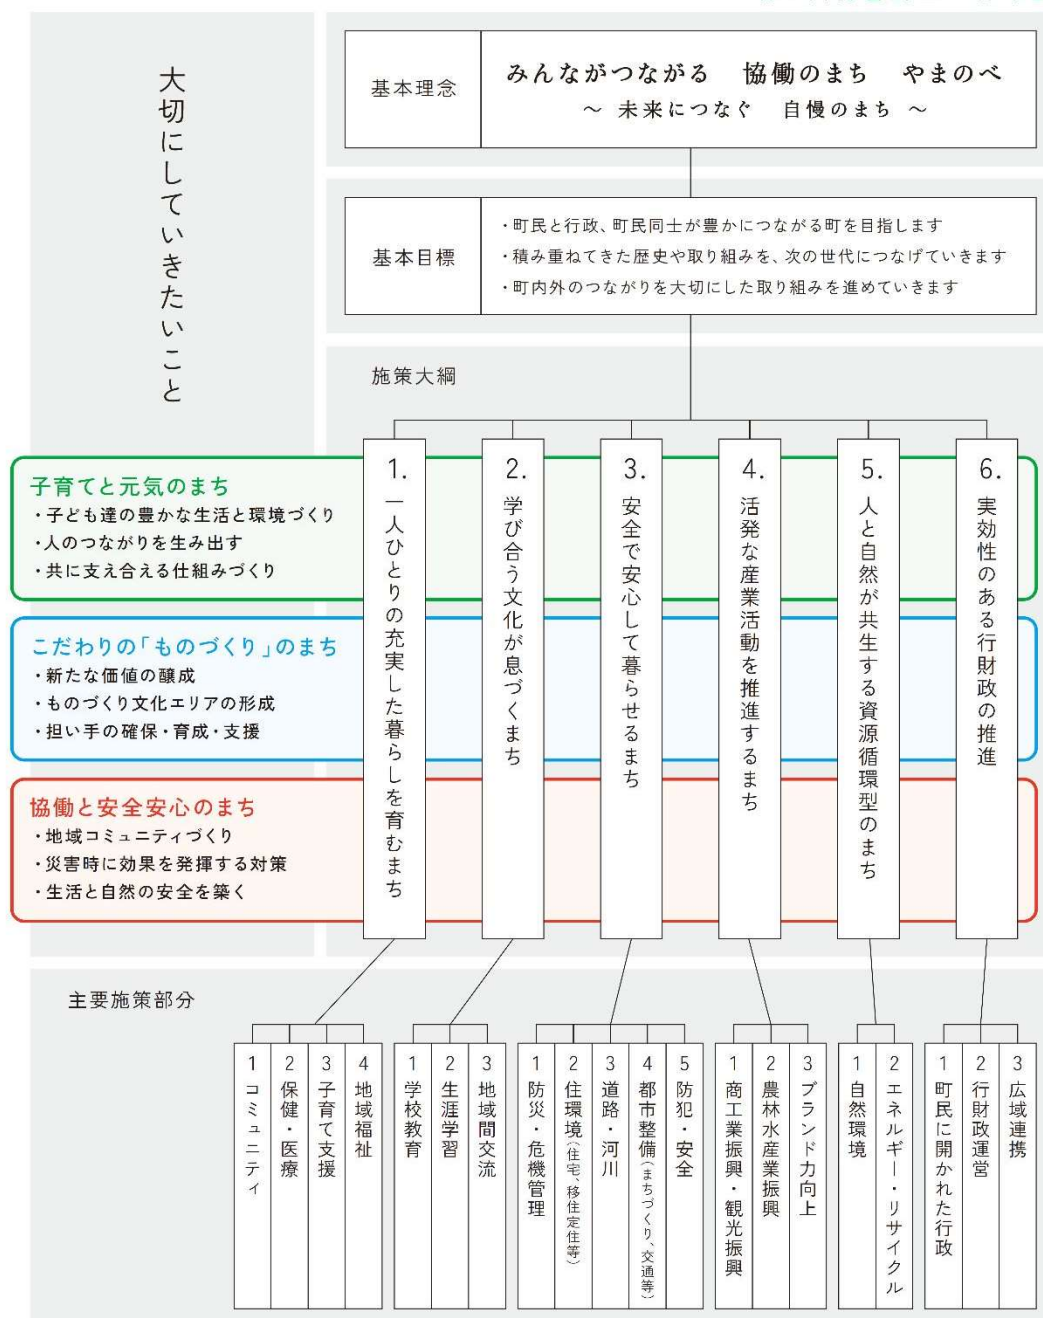 大切にしていきたいこと
基本理念
みんながつながる　協働のまち　やまのべ
～ 未来につなぐ　自慢のまち ～
基本目標
・町民と行政、町民同士が豊かにつながる町を目指します
・積み重ねてきた歴史や取り組みを、次の世代につなげていきます
・町内外のつながりを大切にした取り組みを進めていきます
施策大綱
子育てと元気のまち
・子ども達の豊かな生活と環境づくり
・人のつながりを生み出す
・共に支え合える仕組みづくり
こだわりの「ものづくり」のまち
・新たな価値の醸成
・ものづくり文化エリアの形成
・担い手の確保・育成・支援
協働と安全安心のまち
・地域コミュニティづくり
・災害時に効果を発揮する対策
・生活と自然の安全を築く
1. 一人ひとりの充実した暮らしを育むまち
2. 学び合う文化が息づくまち
3. 安全で安心して暮らせるまち
4. 活発な産業活動を推進するまち
5. 人と自然が共生する資源循環型のまち
6. 実効性のある行財政の推進
主要施策部分
1 コミュニティ
2 保健・医療
3 子育て支援
4 地域福祉
1 学校教育
2 生涯学習
3 地域間交流
1 防災・危機管理
2 住環境(住宅、移住定住等)
3 道路・河川
4 都市整備(まちづくり、交通等)
5 防犯・安全
1 商工業振興・観光振興
2 農林水産業振興
3 ブランド力向上
1 自然環境
2 エネルギー・リサイクル
1 町民に開かれた行政
2 行財政運営
3 広域連携